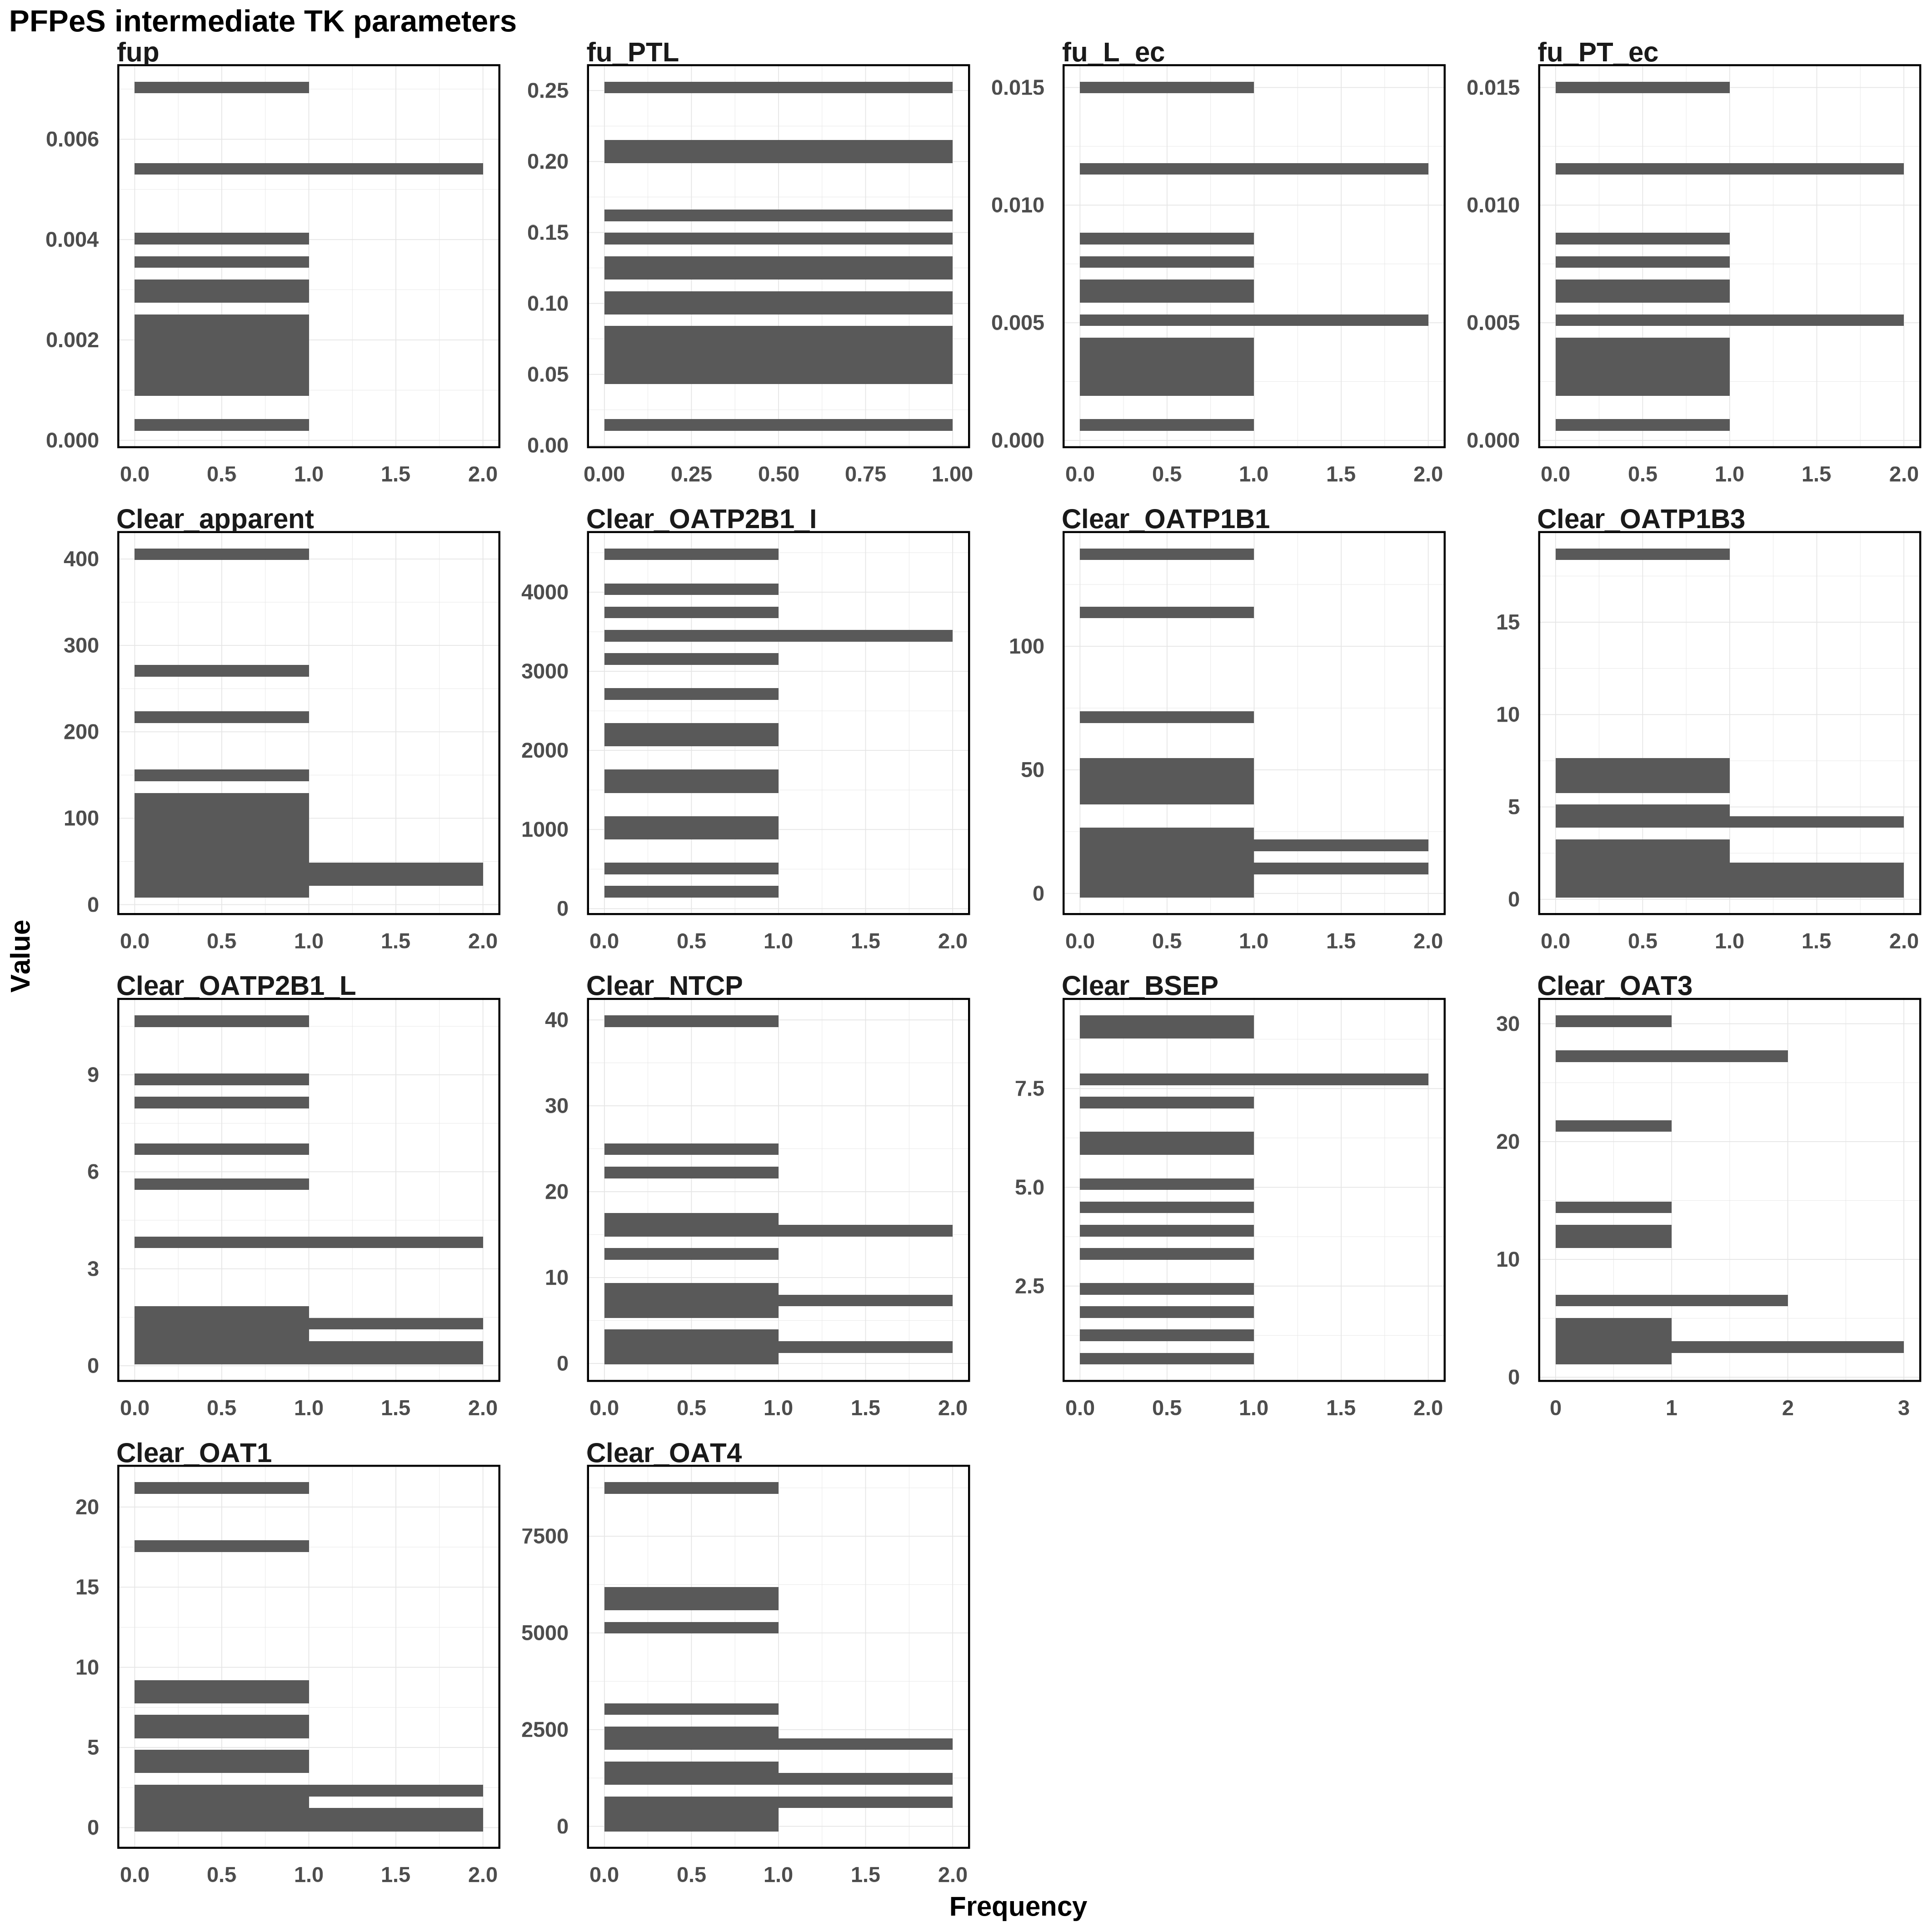 PFPeS intermediate TK parameters
fup fu_PTL fu_L_ec fu_PT_ec
0.006
0.004
0.002
0.000
0.0 0.5 1.0 1.5 2.0
0.25
0.20
0.15
0.10
0.05
0.00
0.00 0.25 0.50 0.75 1.00
0.015
0.010
0.005
0.000
0.0 0.5 1.0 1.5 2.0
0.015
0.010
0.005
0.000
0.0 0.5 1.0 1.5 2.0
Clear_apparent Clear_OATP2B1_I Clear_OATP1B1 Clear_OATP1B3
400
300
200
100
0
0.0 0.5 1.0 1.5 2.0
4000
3000
2000
1000
0
0.0 0.5 1.0 1.5 2.0
100
50
0
0.0 0.5 1.0 1.5 2.0
15
10
5
0
0.0 0.5 1.0 1.5 2.0
Value
Clear_OATP2B1_L Clear_NTCP Clear_BSEP Clear_OAT3
9
6
3
0
0.0 0.5 1.0 1.5 2.0
40
30
20
10
0
0.0 0.5 1.0 1.5 2.0
7.5
5.0
2.5
0.0 0.5 1.0 1.5 2.0
30
20
10
0
0 1 2 3
Clear_OAT1 Clear_OAT4
20
15
10
5
0
0.0 0.5 1.0 1.5 2.0
7500
5000
2500
0
0.0 0.5 1.0 1.5 2.0
Frequency